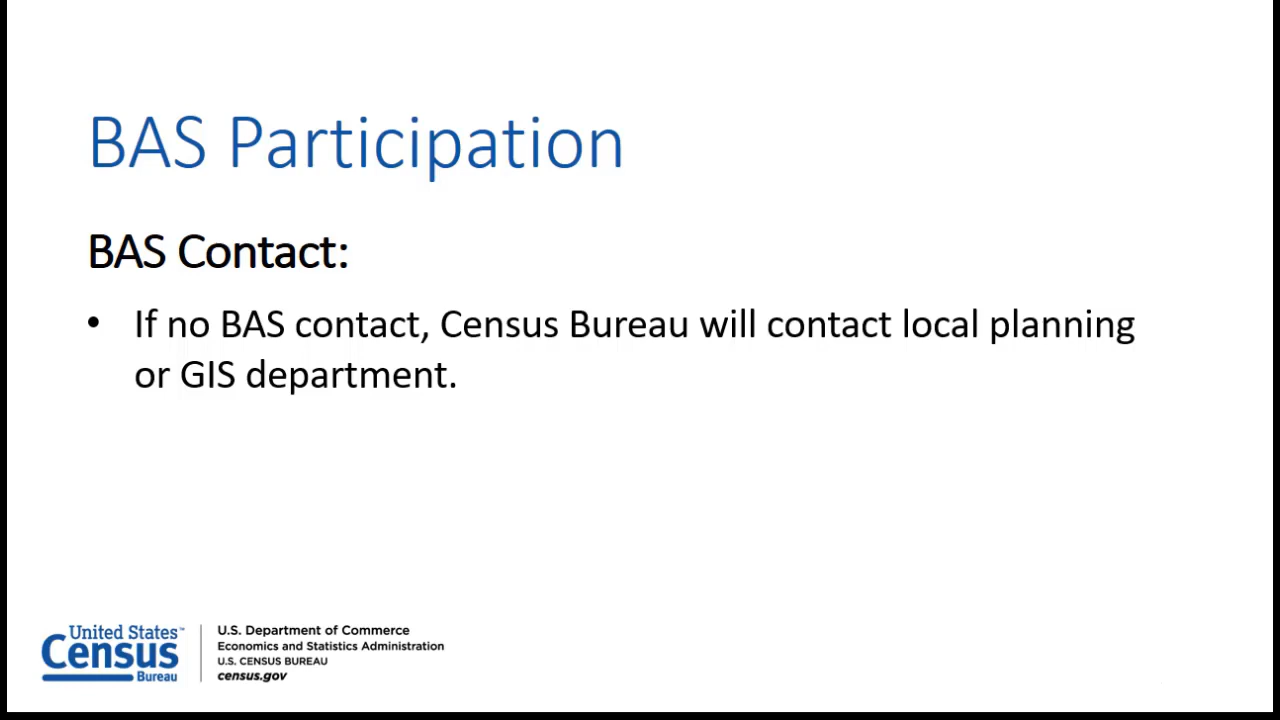 BAS Participation
BAS Contact:
• If no BAS contact, Census Bureau will contact local planning
or GIS department.
United States™
Census
Bureau
U.S. Department of Commerce
Economics and Statistics Administration
U.S. CENSUS BUREAU
census.gov